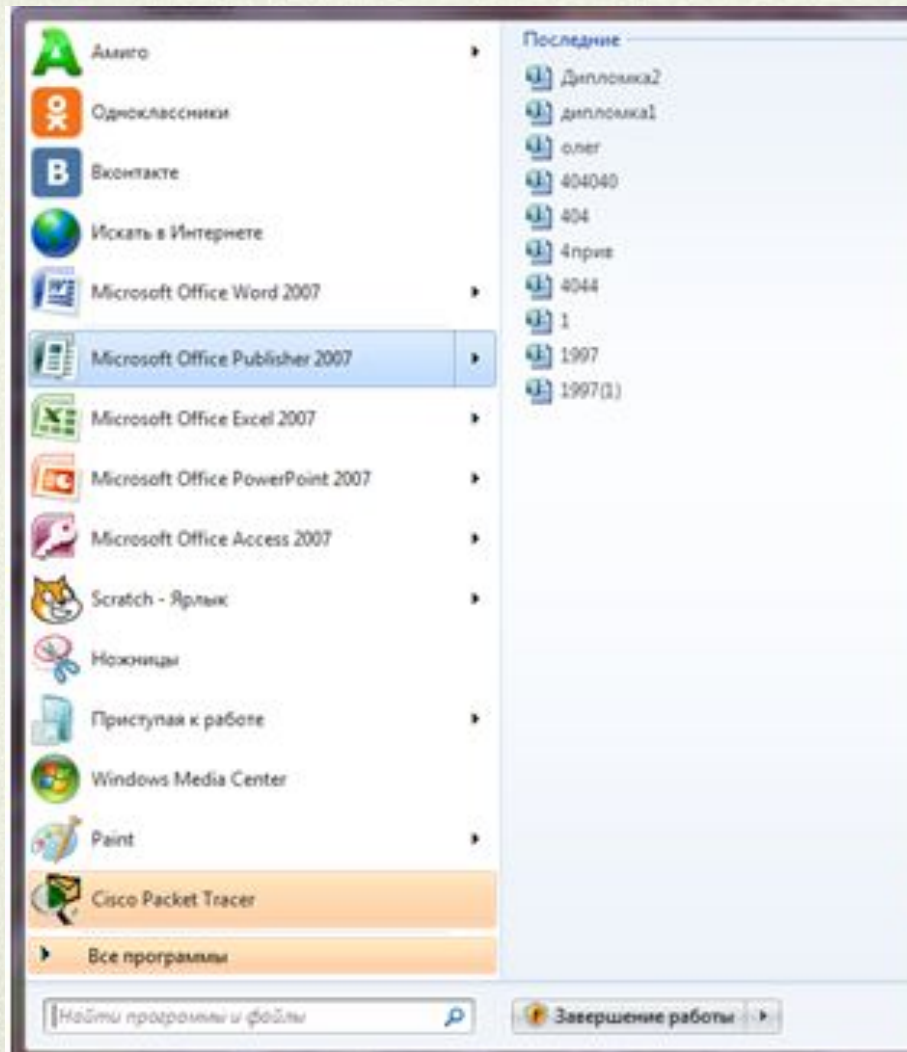 Амиго
Одноклассники
Вконтакте
Искать в Интернете
Microsoft Office Word 2007
Microsoft Office Publisher 2007
Microsoft Office Excel 2007
Microsoft Office PowerPoint 2007
Microsoft Office Access 2007
Scratch - Ярлык
Ножницы
Приступая к работе
Windows Media Center
Paint
Cisco Packet Tracer
Все программы
Найти программы и файлы
Последние
Дипломка2
дипломка1
олег
404040
404
4прив
4044
1
1997
1997(1)
Завершение работы